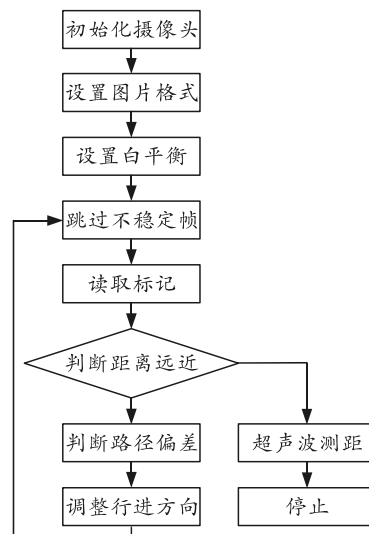 初始化摄像头
设置图片格式
设置白平衡
跳过不稳定帧
读取标记
判断距离远近
判断路径偏差
超声波测距
调整行进方向
停止